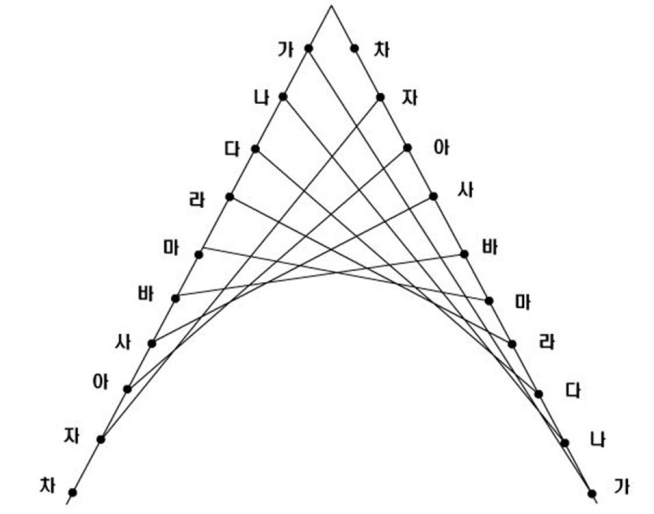 가 차
나 자
다 아
라 사
마 바
바 마
사 라
아 다
자 나
차 가